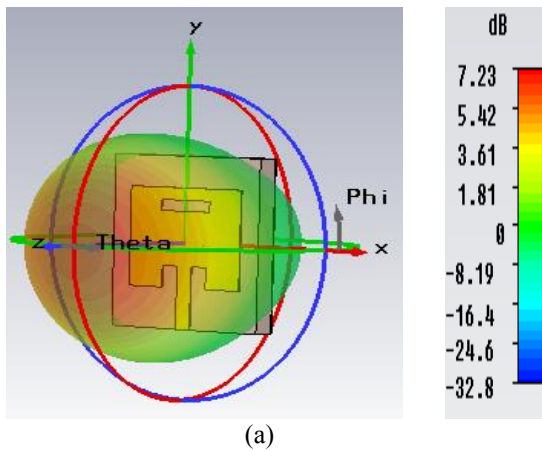 y
Phi
z
Theta
x
dB
7.23
5.42
3.61
1.81
0
-8.19
-16.4
-24.6
-32.8
(a)